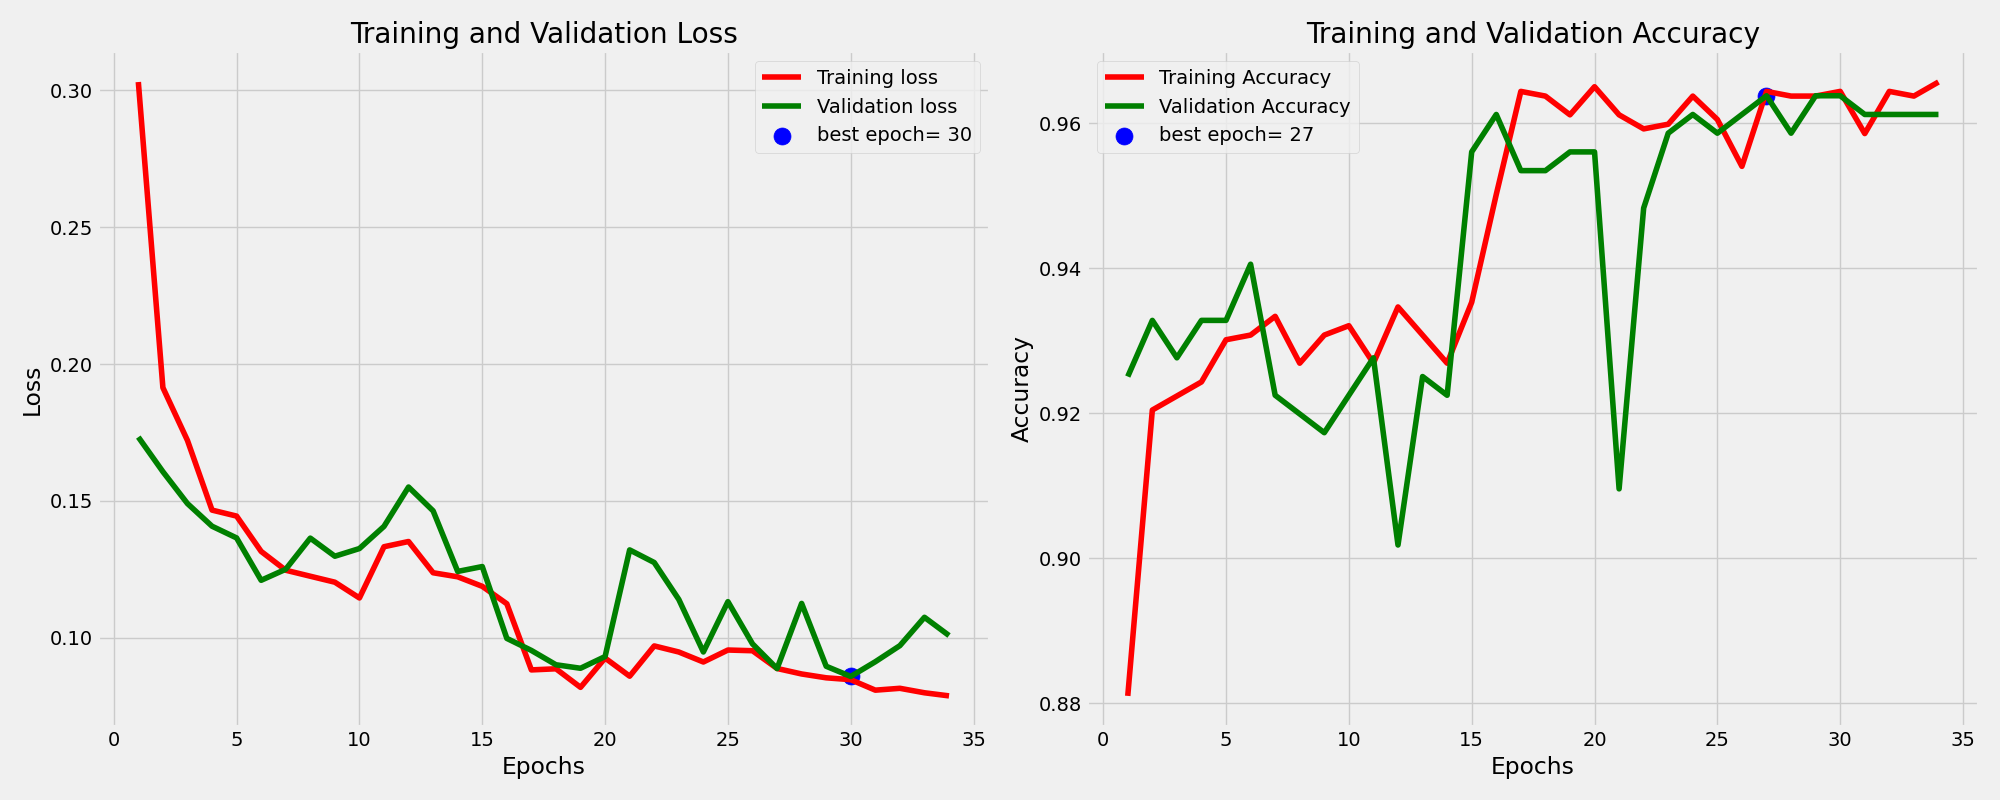 Training and Validation Loss
Training loss
Validation loss
best epoch= 30
0.30
0.25
0.20
0.15
0.10
Loss
0 5 10 15 20 25 30 35
Epochs
Training and Validation Accuracy
Training Accuracy
Validation Accuracy
best epoch= 27
0.96
0.94
0.92
0.90
0.88
Accuracy
0 5 10 15 20 25 30 35
Epochs